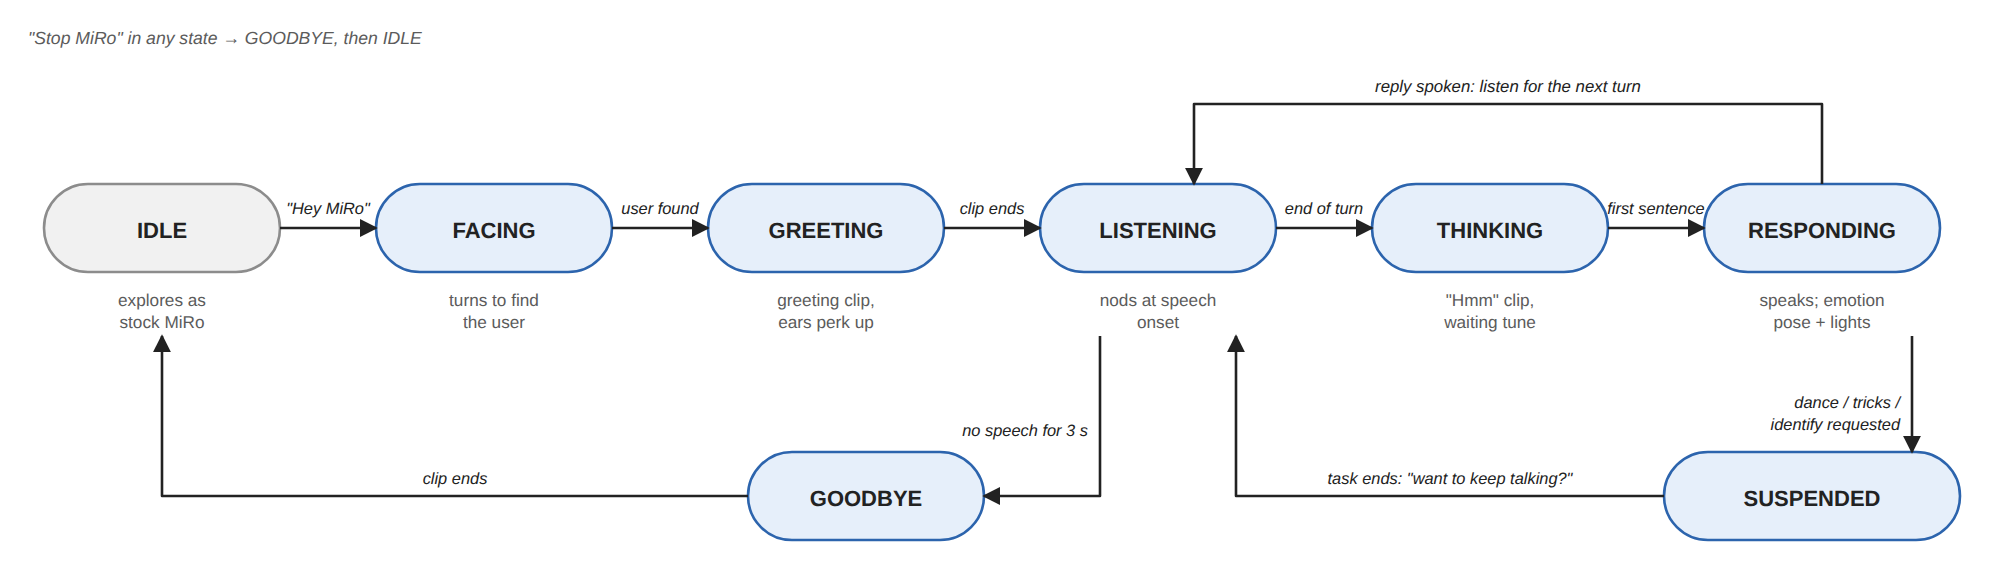 "Stop MiRo" in any state → GOODBYE, then IDLE
reply spoken: listen for the next turn
IDLE
"Hey MiRo"
FACING
user found
GREETING
clip ends
LISTENING
end of turn
THINKING
first sentence
RESPONDING
explores as
stock MiRo
turns to find
the user
greeting clip,
ears perk up
nods at speech
onset
"Hmm" clip,
waiting tune
speaks; emotion
pose + lights
dance / tricks /
identify requested
no speech for 3 s
clip ends
task ends: "want to keep talking?"
GOODBYE
SUSPENDED